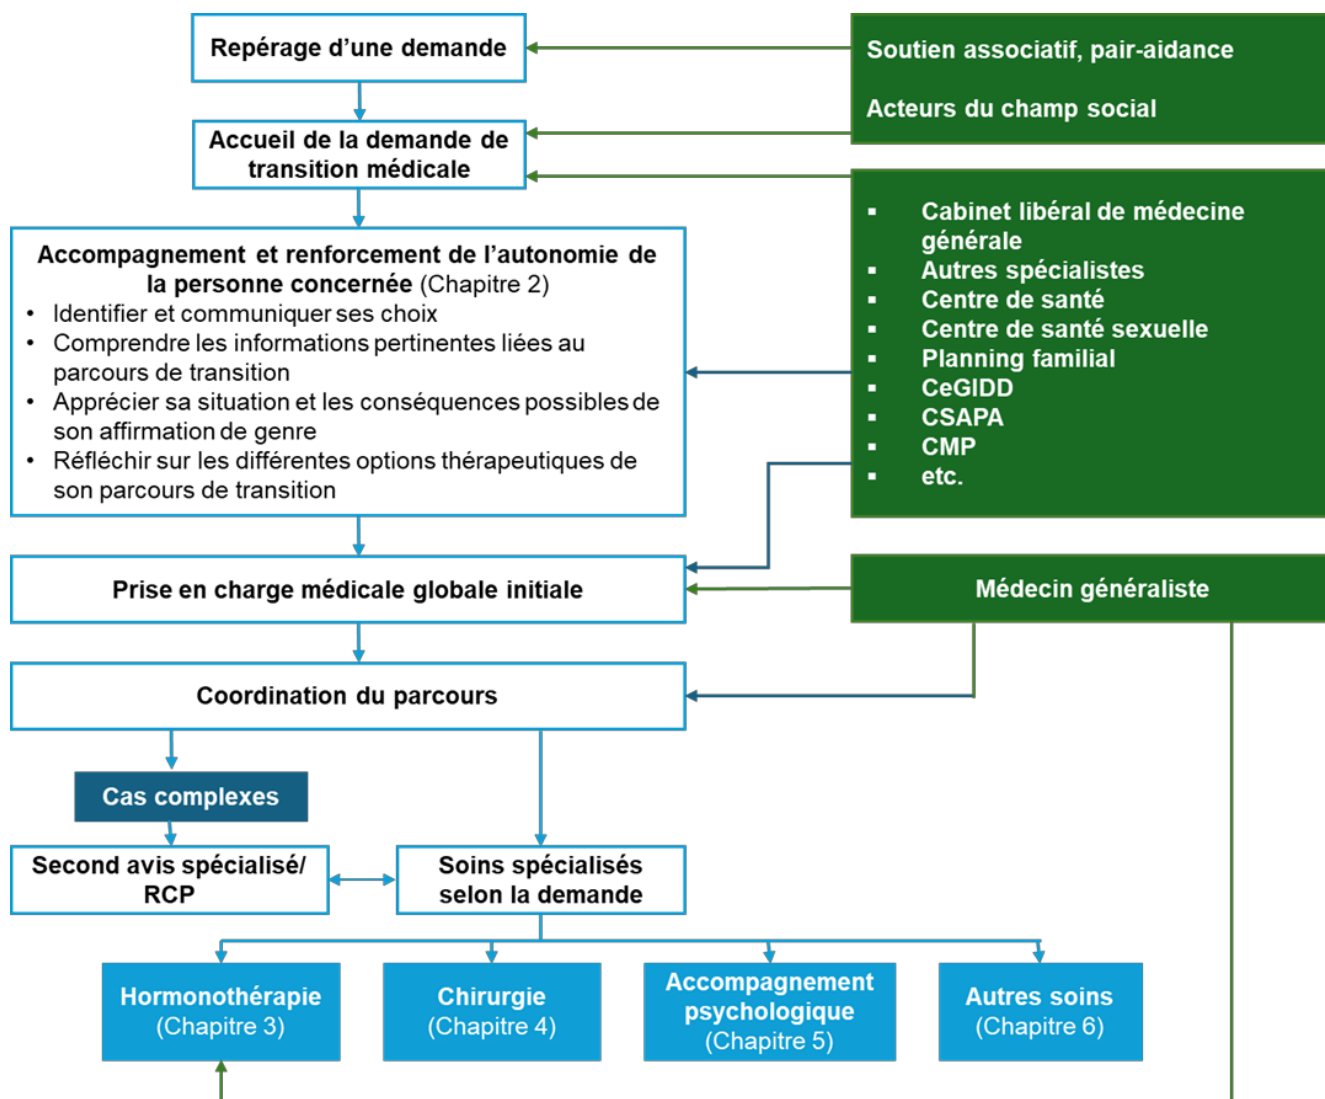 Repérage d’une demande
Soutien associatif, pair-aidance
Acteurs du champ social
Accueil de la demande de
transition médicale
▪ Cabinet libéral de médecine
générale
▪ Autres spécialistes
▪ Centre de santé
▪ Centre de santé sexuelle
▪ Planning familial
▪ CeGIDD
▪ CSAPA
▪ CMP
▪ etc.
Accompagnement et renforcement de l’autonomie de
la personne concernée (Chapitre 2)
• Identifier et communiquer ses choix
• Comprendre les informations pertinentes liées au
parcours de transition
• Apprécier sa situation et les conséquences possibles de
son affirmation de genre
• Réfléchir sur les différentes options thérapeutiques de
son parcours de transition
Prise en charge médicale globale initiale
Médecin généraliste
Coordination du parcours
Cas complexes
Second avis spécialisé/
RCP
Soins spécialisés
selon la demande
Hormonothérapie
(Chapitre 3)
Chirurgie
(Chapitre 4)
Accompagnement
psychologique
(Chapitre 5)
Autres soins
(Chapitre 6)